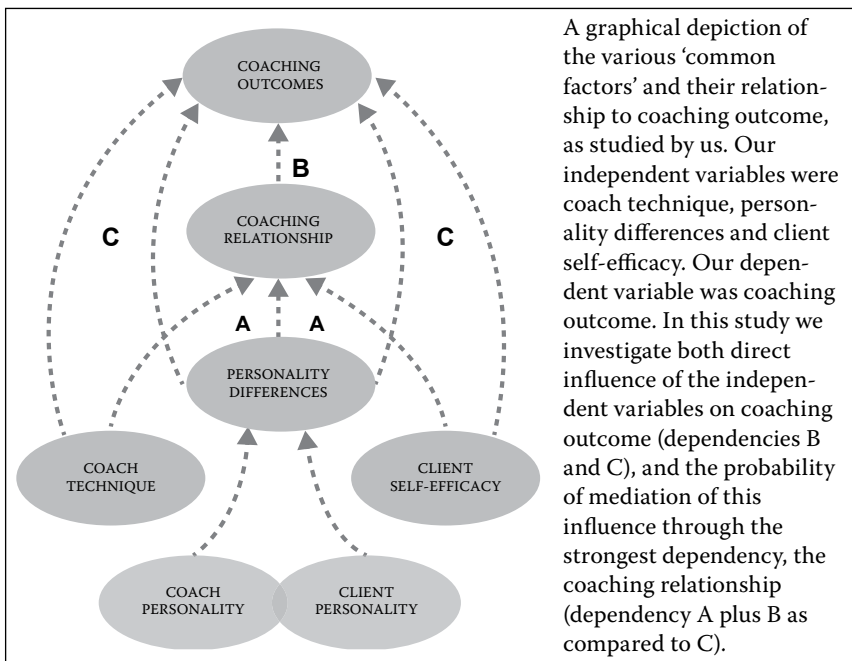 COACHING
OUTCOMES
B
COACHING
RELATIONSHIP
C
C
A
A
PERSONALITY
DIFFERENCES
COACH
TECHNIQUE
CLIENT
SELF-EFFICACY
COACH
PERSONALITY
CLIENT
PERSONALITY
A graphical depiction of
the various ‘common
factors’ and their relation-
ship to coaching outcome,
as studied by us. Our
independent variables were
coach technique, person-
ality differences and client
self-efficacy. Our depen-
dent variable was coaching
outcome. In this study we
investigate both direct
influence of the indepen-
dent variables on coaching
outcome (dependencies B
and C), and the probability
of mediation of this
influence through the
strongest dependency, the
coaching relationship
(dependency A plus B as
compared to C).